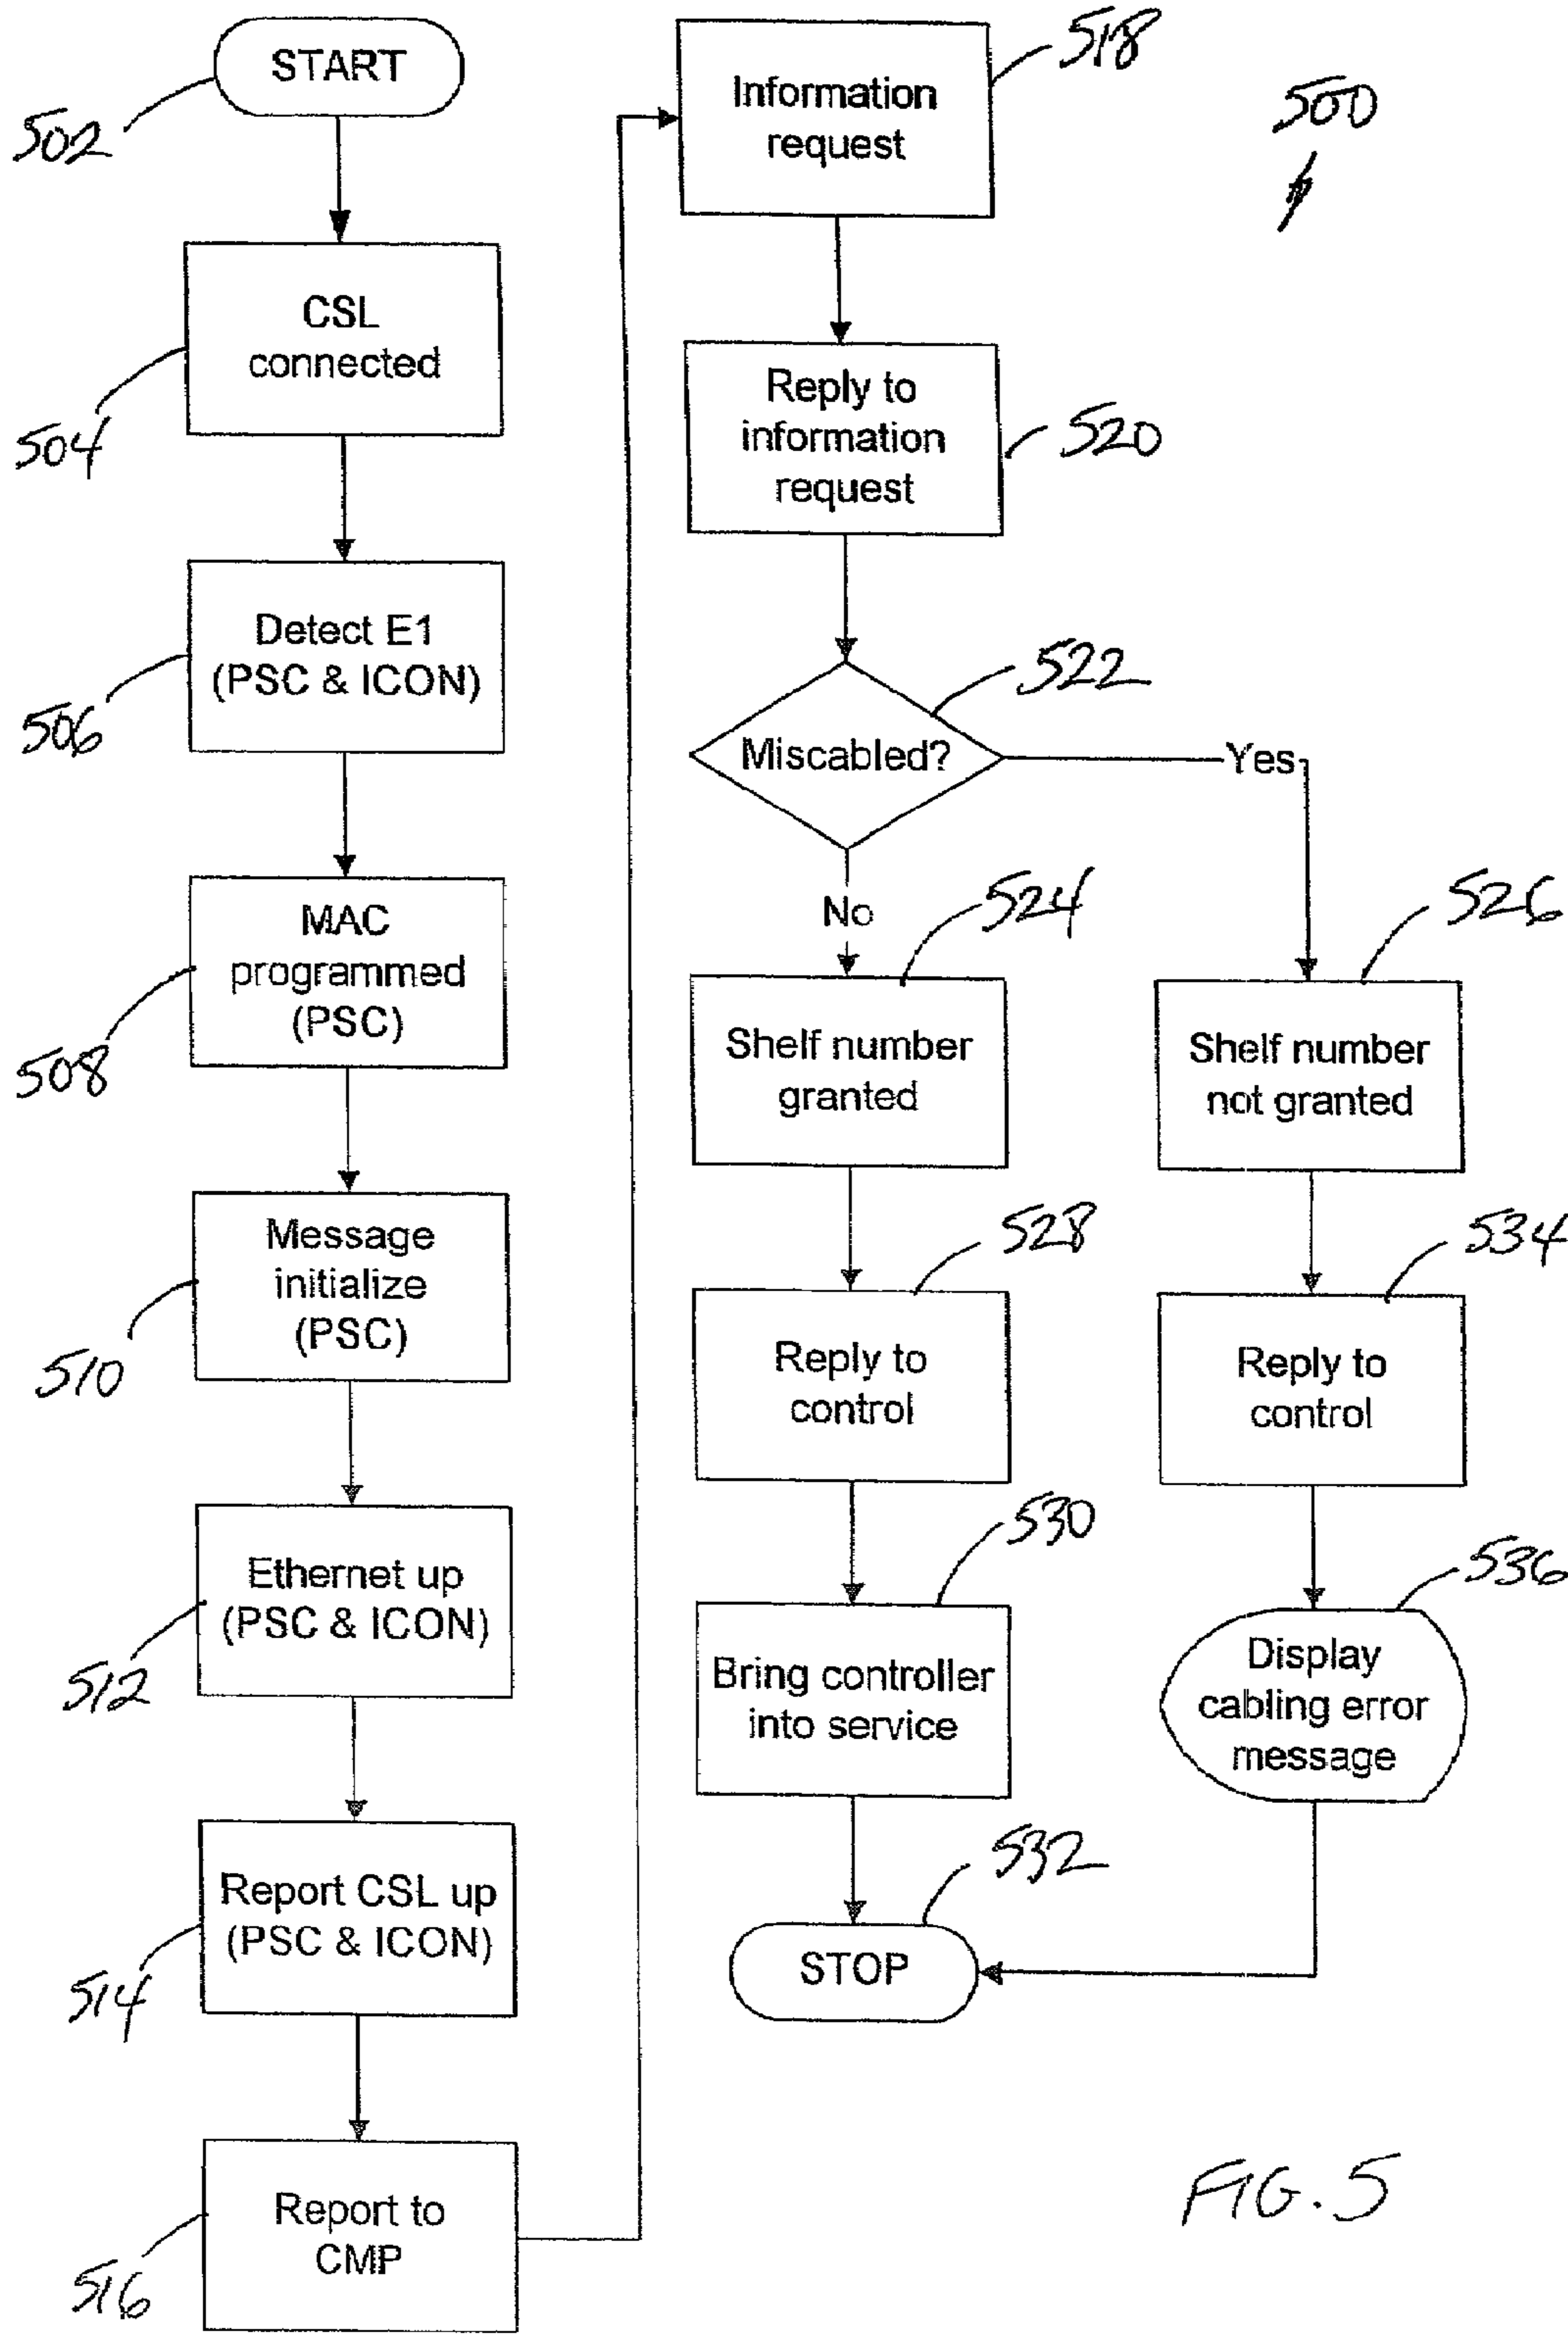 START
502
CSL
connected
504
Detect E1
(PSC & ICON)
506
MAC
programmed
(PSC)
508
Message
initialize
(PSC)
510
Ethernet up
(PSC & ICON)
512
Report CSL up
(PSC & ICON)
514
Report to
CMP
516
Information
request
518
500
Reply to
information
request
520
Miscabled?
522
Yes
No
Shelf number
granted
524
Shelf number
not granted
526
Reply to
control
528
Reply to
control
534
Bring controller
into service
530
Display
cabling error
message
536
STOP
532
FIG. 5